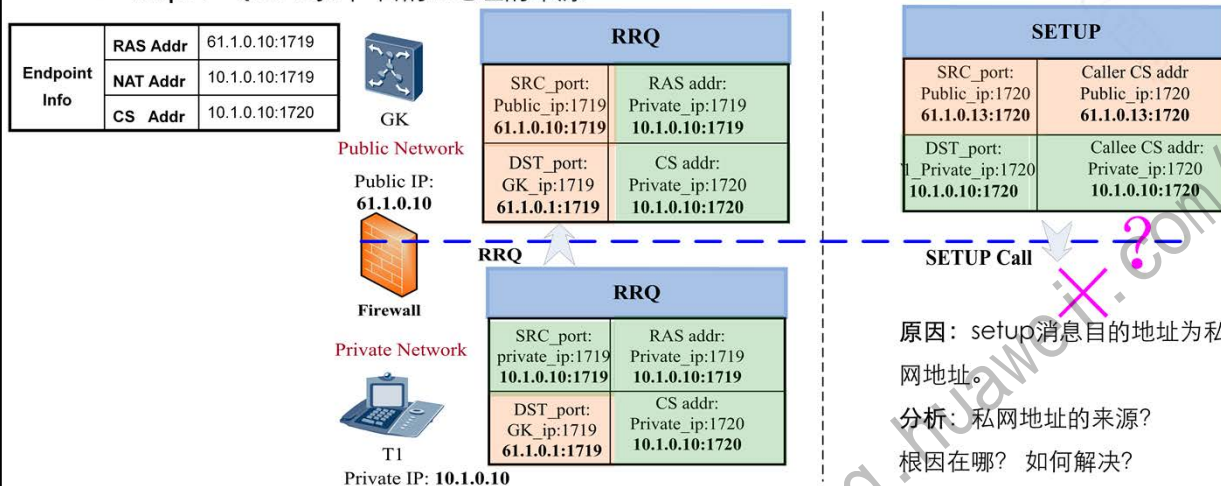 Endpoint Info
RAS Addr 61.1.0.10:1719
NAT Addr 10.1.0.10:1719
CS Addr 10.1.0.10:1720
GK
Public Network
Public IP:
61.1.0.10
Firewall
Private Network
T1
Private IP: 10.1.0.10
RRQ
SRC_port:
Public_ip:1719
61.1.0.10:1719
RAS addr:
Private_ip:1719
10.1.0.10:1719
DST_port:
GK_ip:1719
61.1.0.1:1719
CS addr:
Private_ip:1720
10.1.0.10:1720
RRQ
RRQ
SRC_port:
private_ip:1719
10.1.0.10:1719
RAS addr:
Private_ip:1719
10.1.0.10:1719
DST_port:
GK_ip:1719
61.1.0.1:1719
CS addr:
Private_ip:1720
10.1.0.10:1720
SETUP
SRC_port:
Public_ip:1720
61.1.0.13:1720
Caller CS addr
Public_ip:1720
61.1.0.13:1720
DST_port:
1_Private_ip:1720
10.1.0.10:1720
Callee CS addr:
Private_ip:1720
10.1.0.10:1720
SETUP Call
?
原因：setup消息目的地址为私
网地址。
分析：私网地址的来源？
根因在哪？ 如何解决？